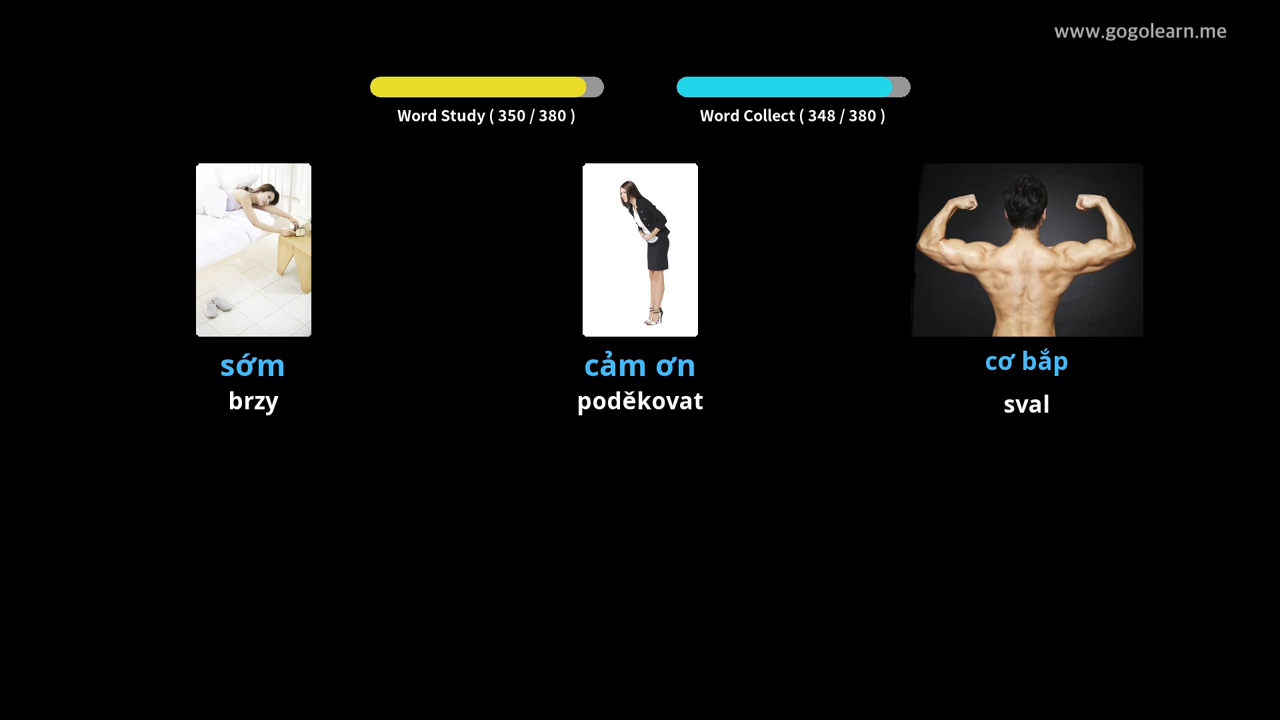 www.gogolearn.me
Word Study ( 350 / 380 )
Word Collect ( 348 / 380 )
sớm
brzy
cảm ơn
poděkovat
cơ bắp
sval